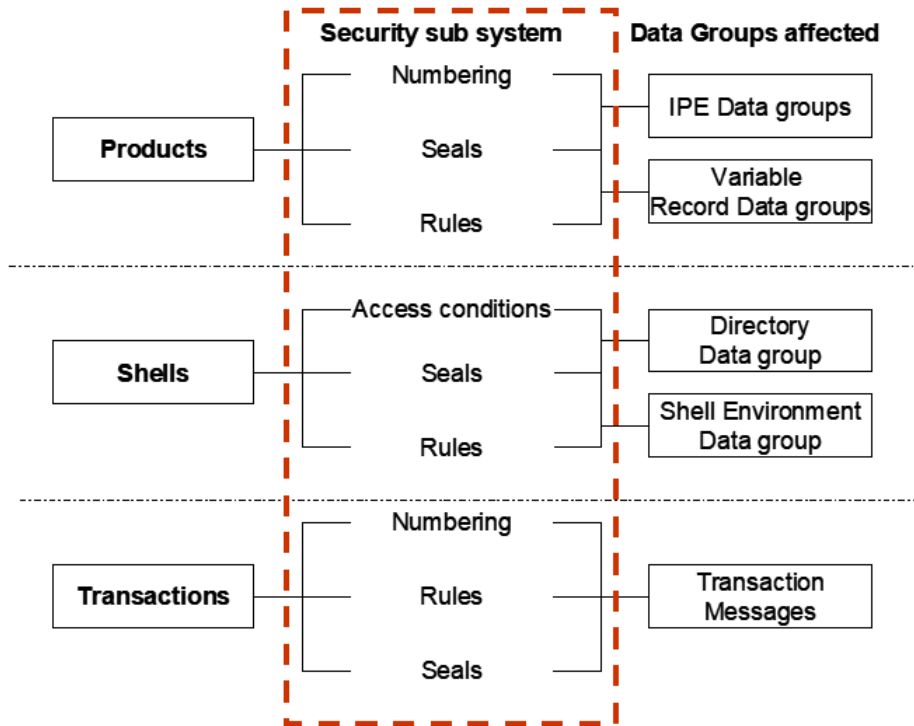 Security sub system
Data Groups affected
Numbering
IPE Data groups
Products
Seals
Variable
Record Data groups
Rules
Access conditions
Directory
Data group
Shells
Seals
Shell Environment
Data group
Rules
Numbering
Transactions
Rules
Transaction
Messages
Seals